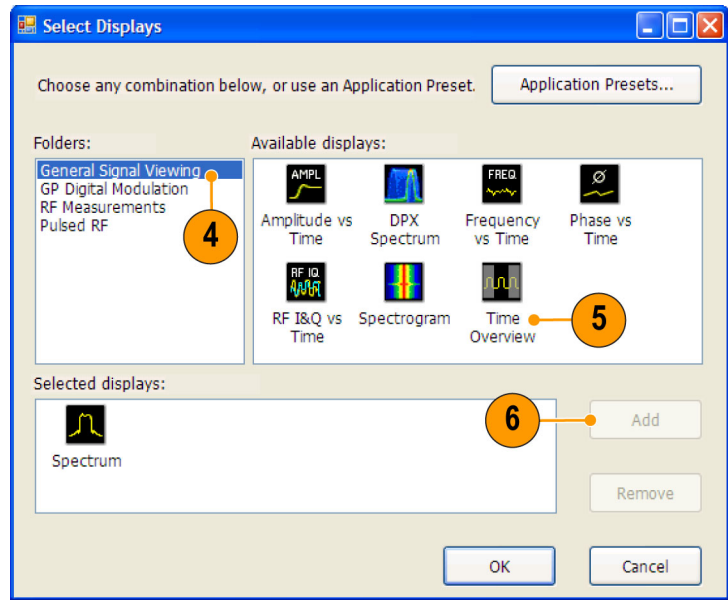 Select Displays
Choose any combination below, or use an Application Preset.
Application Presets...
Folders:
General Signal Viewing
GP Digital Modulation
RF Measurements
Pulsed RF
4
Available displays:
AMPL
Amplitude vs
Time
DPX
Spectrum
FREQ
Frequency
vs Time
Ø
Phase vs
Time
RF IQ
RF I&Q vs
Time
Spectrogram
Time
Overview
5
Selected displays:
Spectrum
6
Add
Remove
OK
Cancel